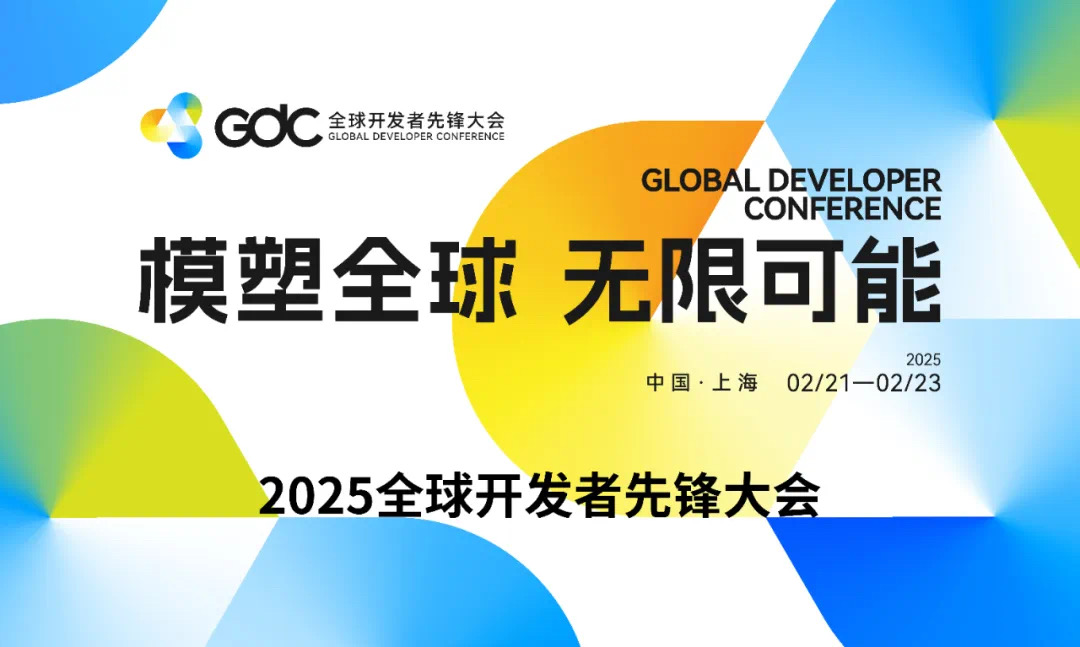 GDC 全球开发者先锋大会
GLOBAL DEVELOPER CONFERENCE
GLOBAL DEVELOPER
CONFERENCE
模塑全球 无限可能
2025
中国·上海 02/21—02/23
2025全球开发者先锋大会